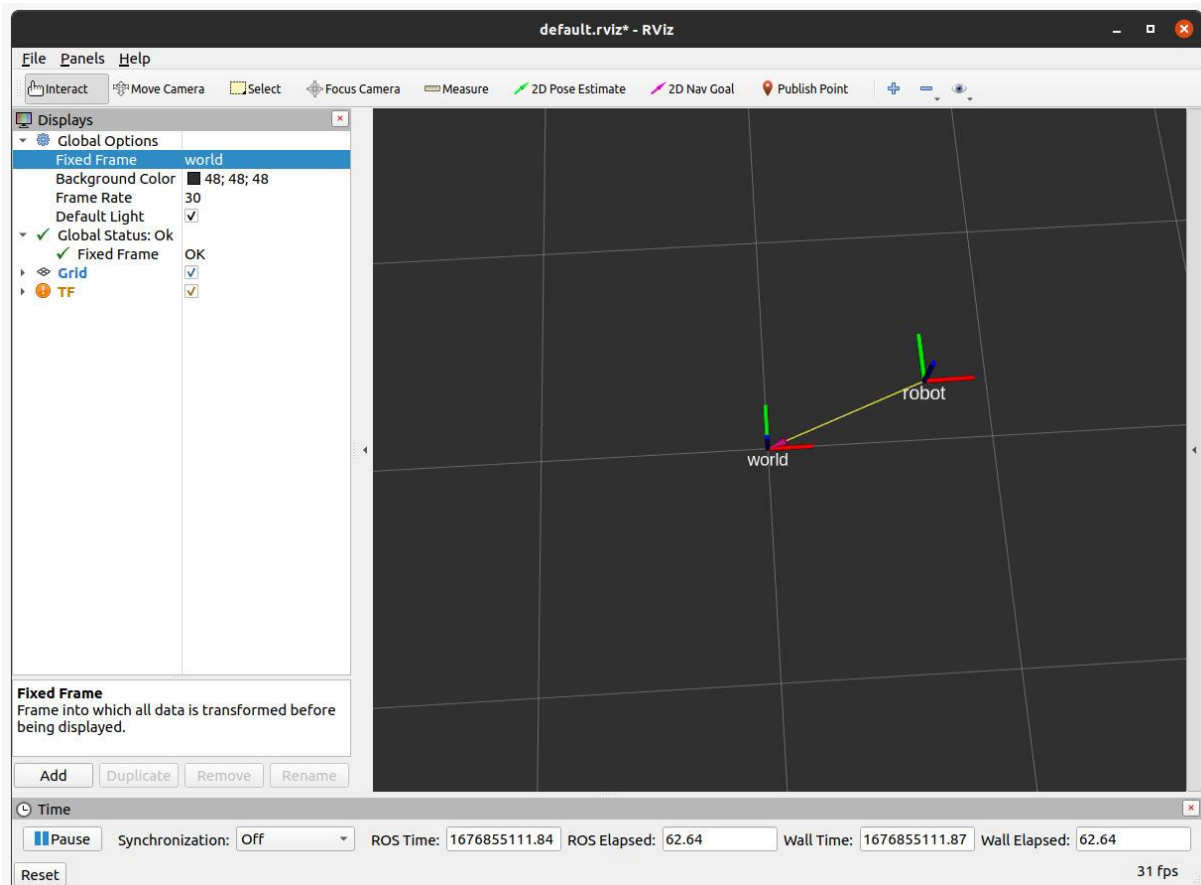 default.rviz* - RViz
File Panels Help
Interact Move Camera Select Focus Camera Measure 2D Pose Estimate 2D Nav Goal Publish Point
Displays
Global Options
Fixed Frame world
Background Color 48; 48; 48
Frame Rate 30
Default Light
Global Status: Ok
Fixed Frame OK
Grid
TF
robot
world
Fixed Frame
Frame into which all data is transformed before
being displayed.
Add Duplicate Remove Rename
Time
Pause Synchronization: Off ROS Time: 1676855111.84 ROS Elapsed: 62.64 Wall Time: 1676855111.87 Wall Elapsed: 62.64
Reset 31 fps